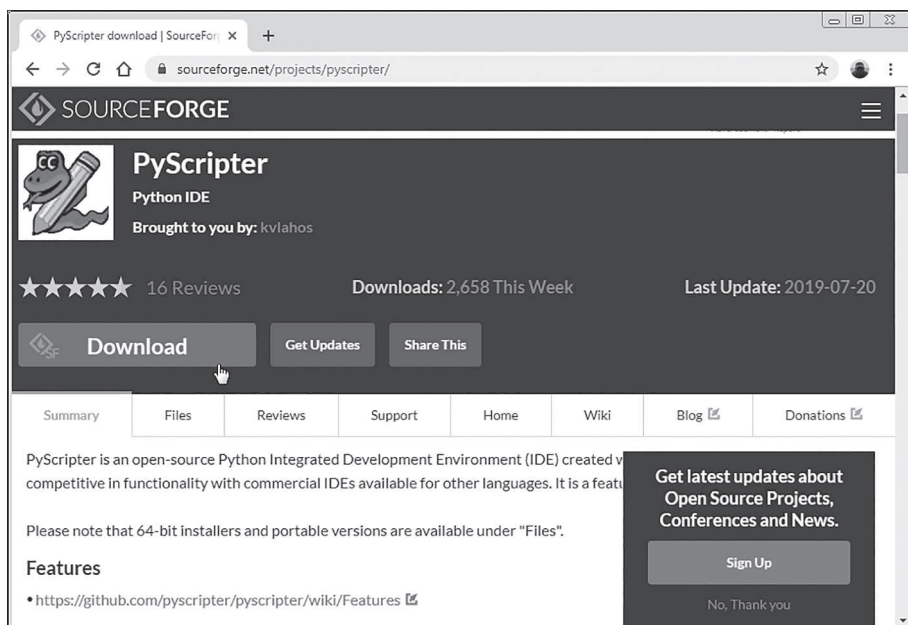 PyScripter download | SourceFor
sourceforge.net/projects/pyscripter/
SOURCEFORGE
PyScripter
Python IDE
Brought to you by: kvlahos
16 Reviews
Downloads: 2,658 This Week
Last Update: 2019-07-20
SF Download
Get Updates
Share This
Summary
Files
Reviews
Support
Home
Wiki
Blog
Donations
PyScripter is an open-source Python Integrated Development Environment (IDE) created
competitive in functionality with commercial IDEs available for other languages. It is a
Please note that 64-bit installers and portable versions are available under "Files".
Features
• https://github.com/pyscripter/pyscripter/wiki/Features
Get latest updates about
Open Source Projects,
Conferences and News.
Sign Up
No, Thank you